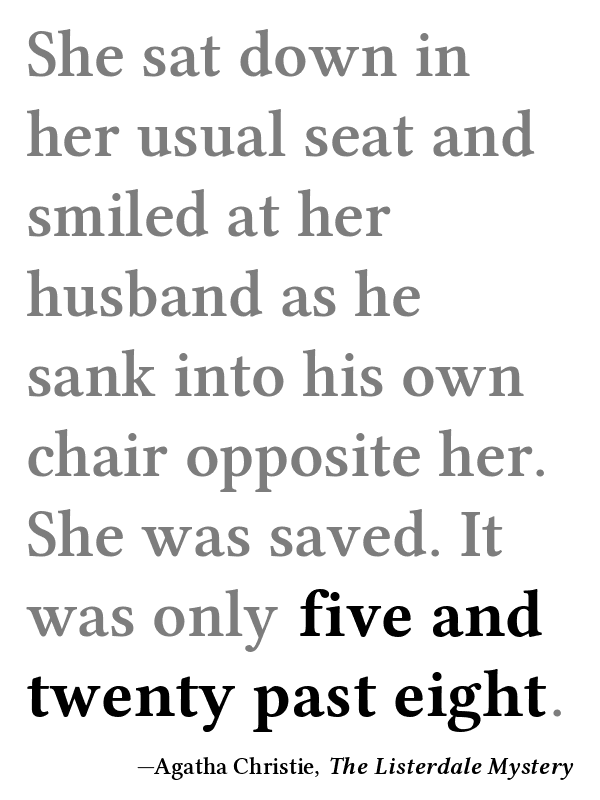 She sat down in
her usual seat and
smiled at her
husband as he
sank into his own
chair opposite her.
She was saved. It
was only five and
twenty past eight.
—Agatha Christie, The Listerdale Mystery